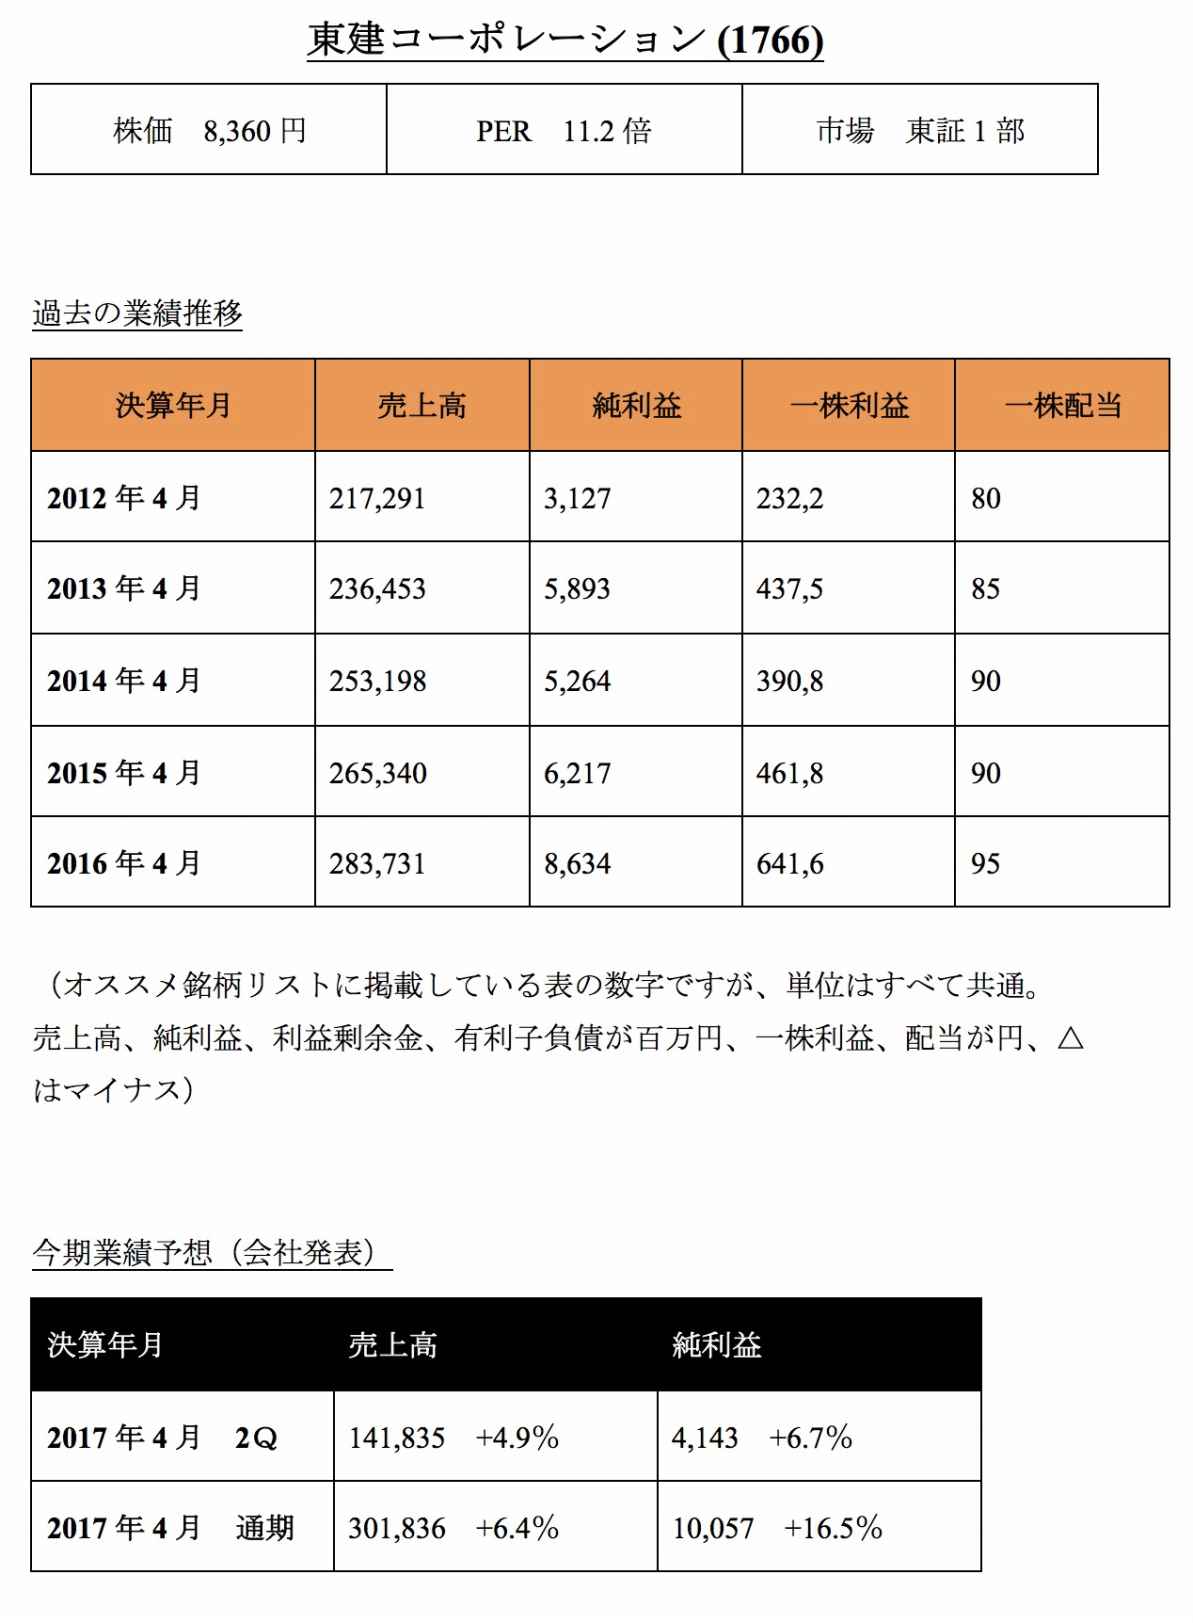 東建コーポレーション(1766)
株価　8,360 円　PER　11.2 倍　市場　東証 1 部
過去の業績推移
決算年月　売上高　純利益　一株利益　一株配当
2012 年 4 月　217,291　3,127　232,2　80
2013 年 4 月　236,453　5,893　437,5　85
2014 年 4 月　253,198　5,264　390,8　90
2015 年 4 月　265,340　6,217　461,8　90
2016 年 4 月　283,731　8,634　641,6　95
（オススメ銘柄リストに掲載している表の数字ですが、単位はすべて共通。
売上高、純利益、利益剰余金、有利子負債が百万円、一株利益、配当が円、△
はマイナス）
今期業績予想（会社発表）
決算年月　売上高　純利益
2017 年 4 月　2Ｑ　141,835　+4.9％　4,143　+6.7％
2017 年 4 月　通期　301,836　+6.4％　10,057　+16.5％